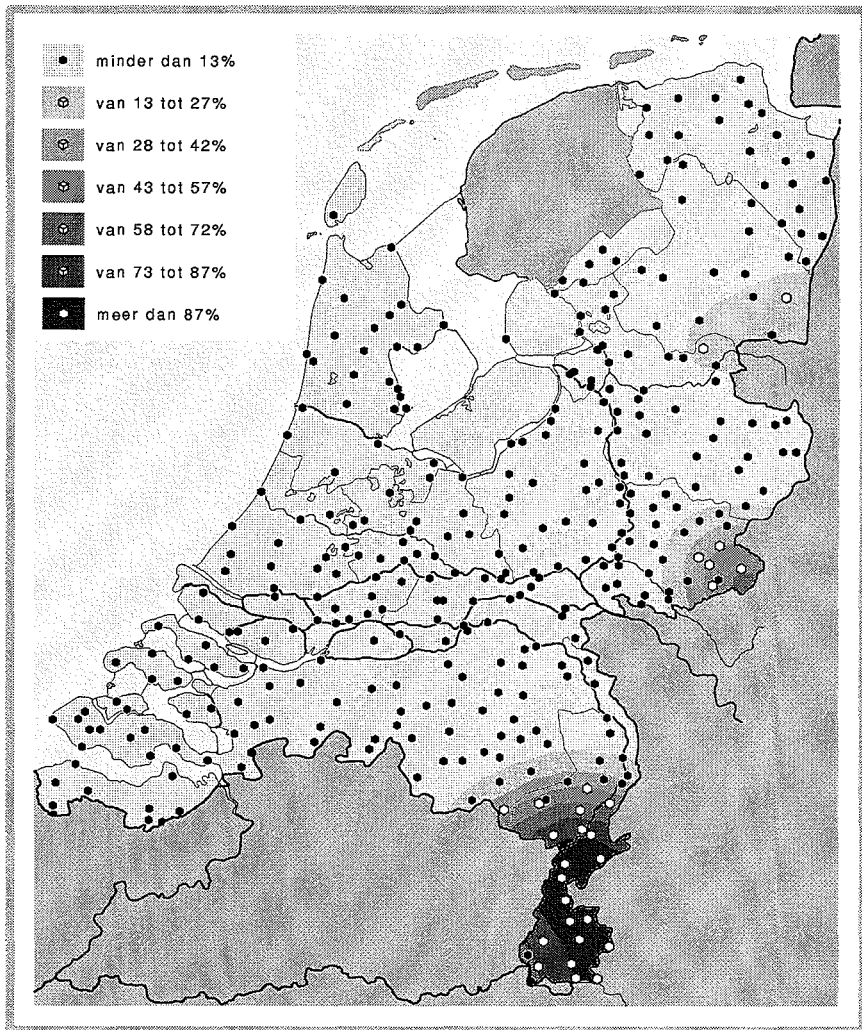 minder dan 13%
van 13 tot 27%
van 28 tot 42%
van 43 tot 57%
van 58 tot 72%
van 73 tot 87%
meer dan 87%